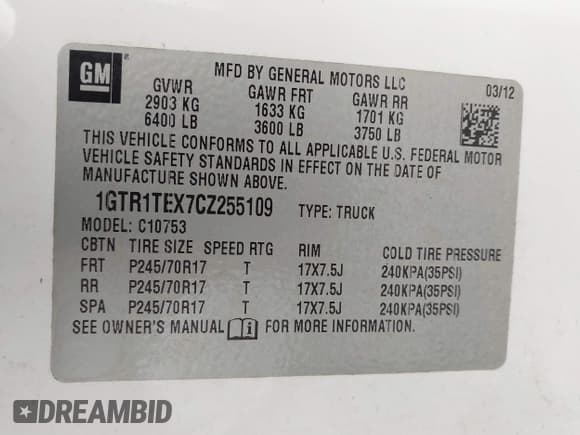 GM
MFD BY GENERAL MOTORS LLC
03/12
GVWR GAWR FRT GAWR RR
2903 KG 1633 KG 1701 KG
6400 LB 3600 LB 3750 LB
THIS VEHICLE CONFORMS TO ALL APPLICABLE U.S. FEDERAL MOTOR
VEHICLE SAFETY STANDARDS IN EFFECT ON THE DATE OF
MANUFACTURE SHOWN ABOVE.
1GTR1TEX7CZ255109 TYPE: TRUCK
MODEL: C10753
CBTN TIRE SIZE SPEED RTG RIM COLD TIRE PRESSURE
FRT P245/70R17 T 17X7.5J 240KPA(35PSI)
RR P245/70R17 T 17X7.5J 240KPA(35PSI)
SPA P245/70R17 T 17X7.5J 240KPA(35PSI)
SEE OWNER'S MANUAL FOR MORE INFORMATION.
DREAMBID